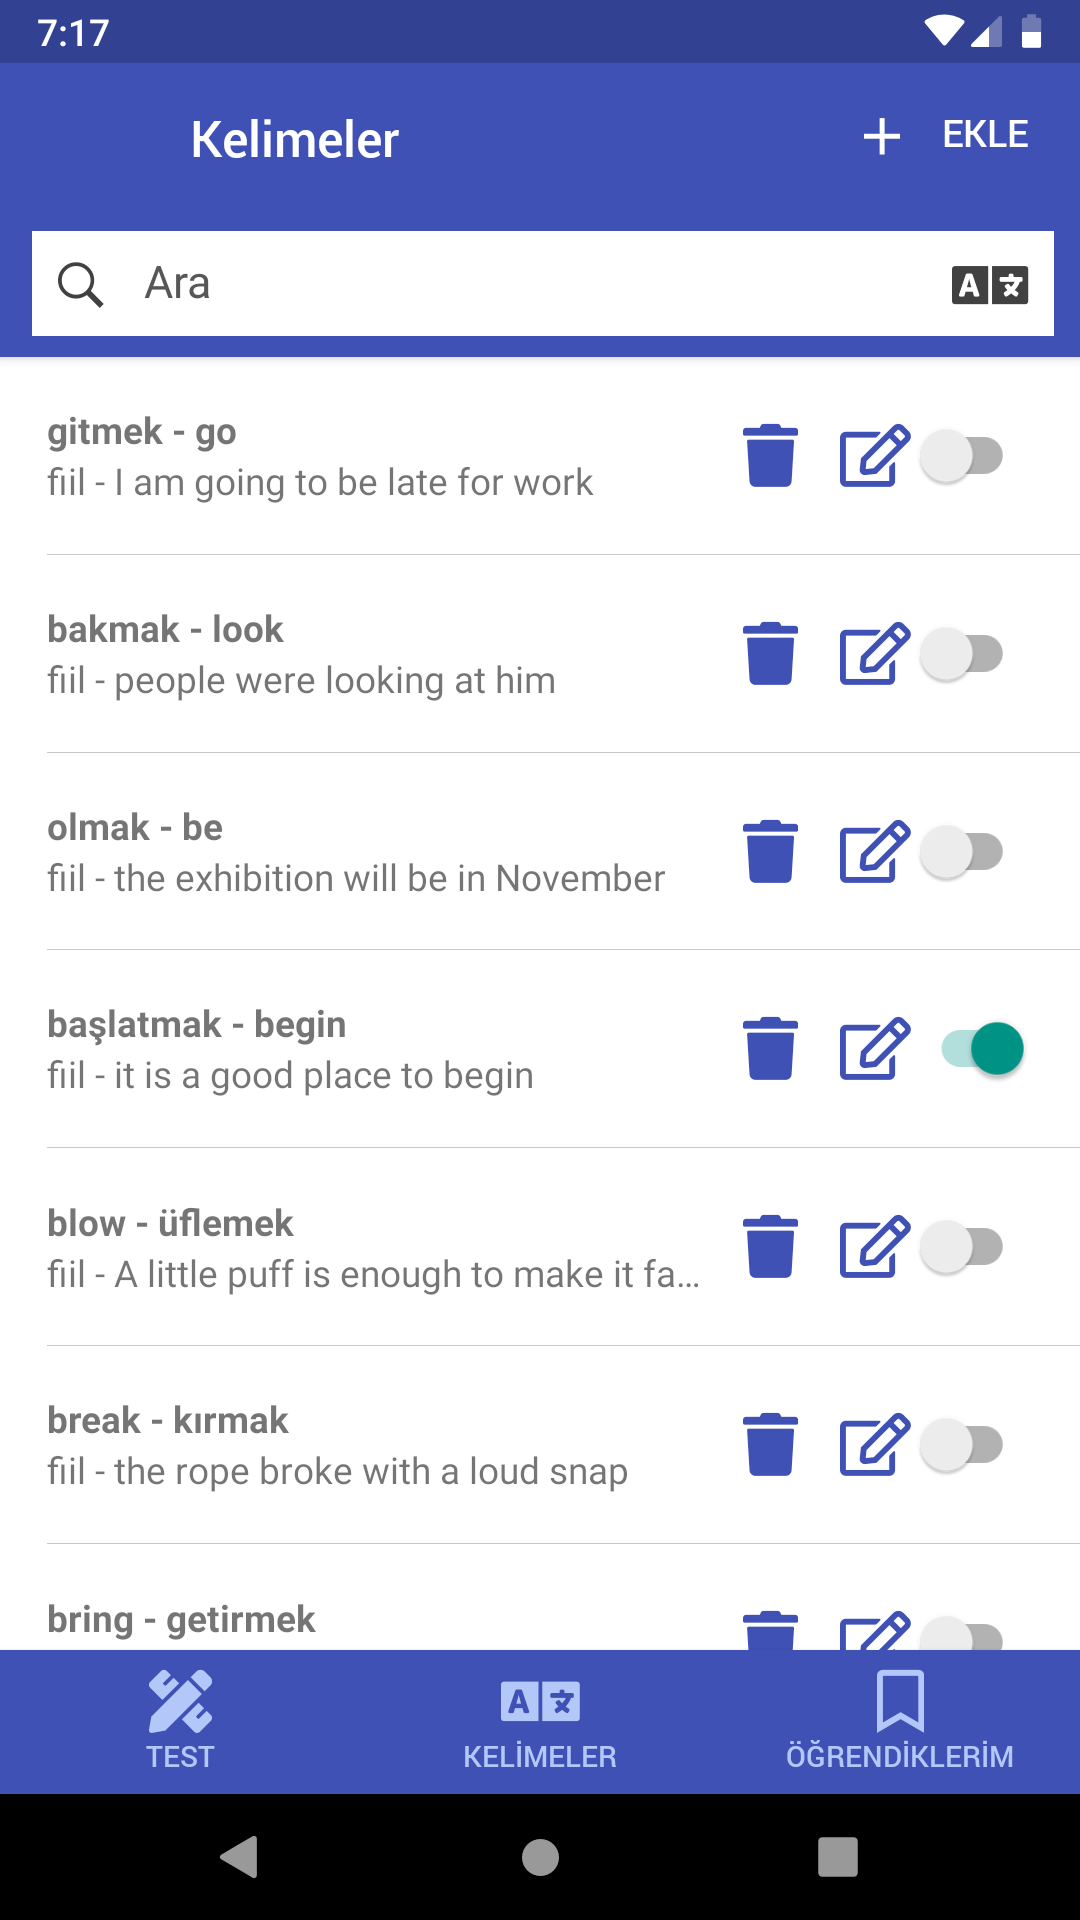 7:17
Kelimeler
EKLE
Ara
A 文
gitmek - go
fiil - I am going to be late for work
bakmak - look
fiil - people were looking at him
olmak - be
fiil - the exhibition will be in November
başlatmak - begin
fiil - it is a good place to begin
blow - üflemek
fiil - A little puff is enough to make it fa...
break - kırmak
fiil - the rope broke with a loud snap
bring - getirmek
TEST
A 文
KELİMELER
ÖĞRENDİKLERİM